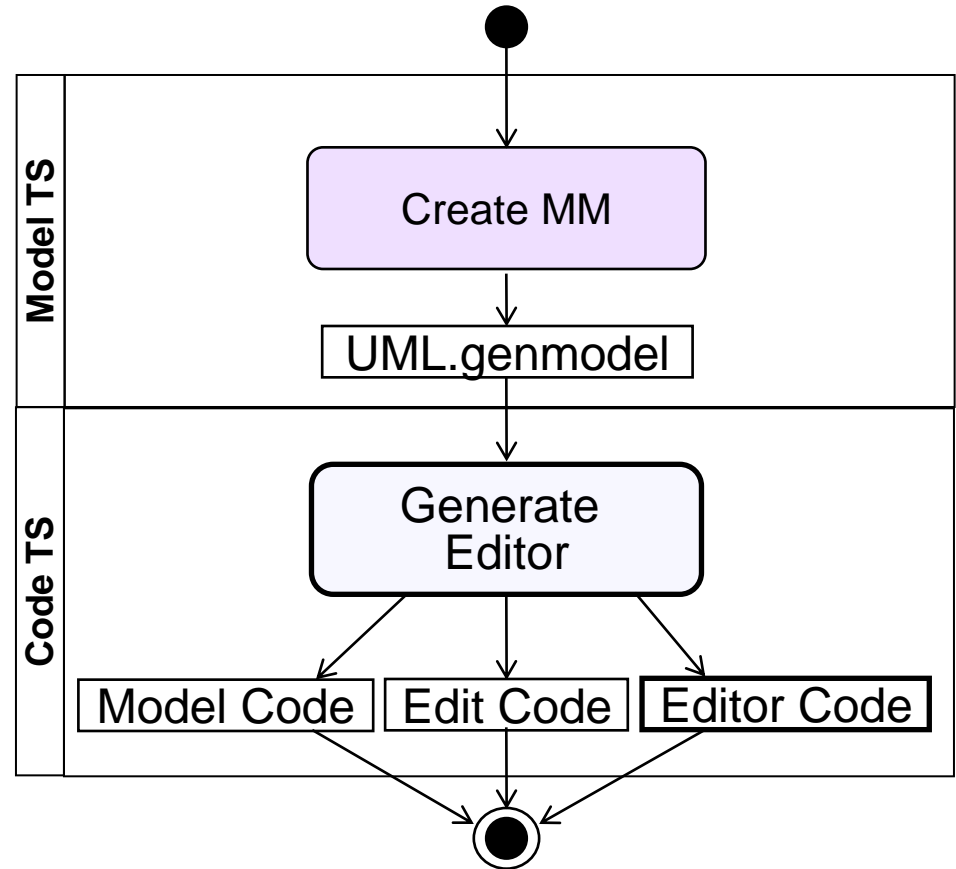 Model TS
Create MM
UML.genmodel
Code TS
Generate
Editor
Model Code
Edit Code
Editor Code